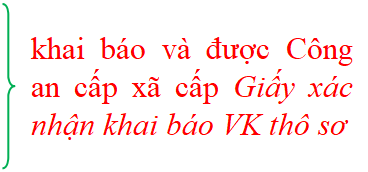 khai báo và được Công
an cấp xã cấp Giấy xác
nhận khai báo VK thô sơ